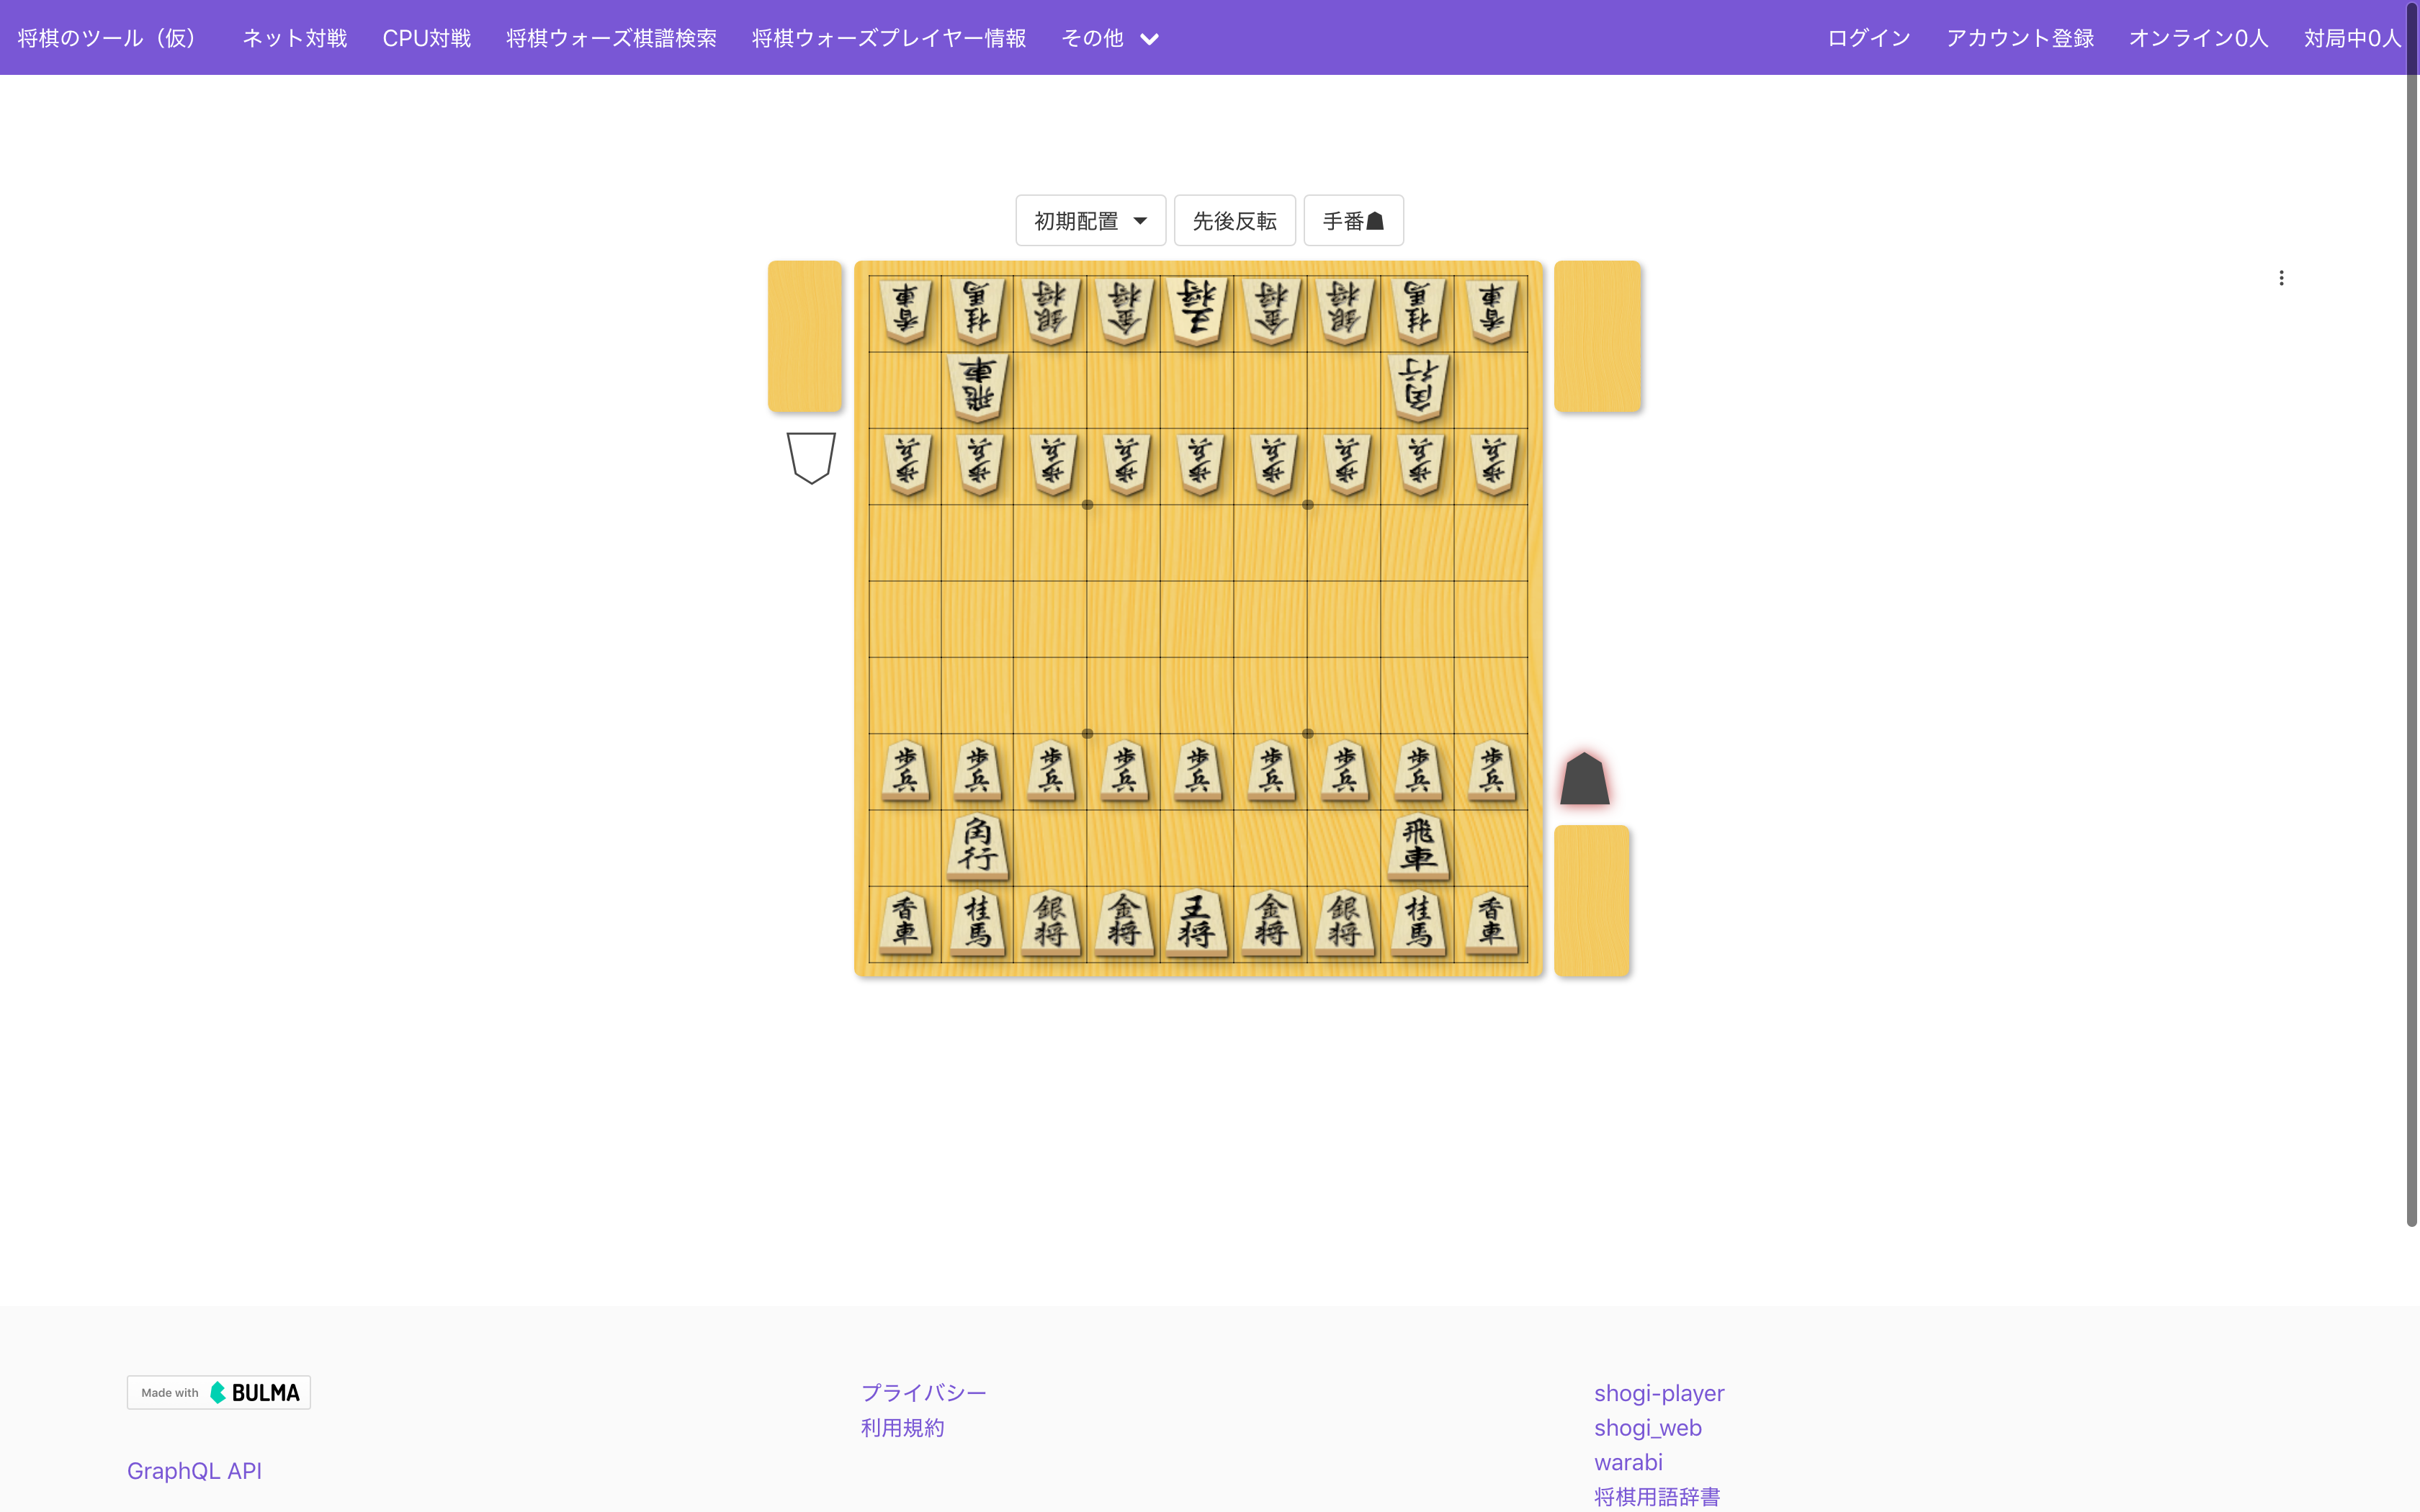 将棋のツール（仮） ネット対戦 CPU対戦 将棋ウォーズ棋譜検索 将棋ウォーズプレイヤー情報 その他 ログイン アカウント登録 オンライン0人 対局中0人
初期配置 先後反転 手番
香車 桂馬 銀将 金将 王将 金将 銀将 桂馬 香車
飛車 角行
歩兵 歩兵 歩兵 歩兵 歩兵 歩兵 歩兵 歩兵 歩兵
歩兵 歩兵 歩兵 歩兵 歩兵 歩兵 歩兵 歩兵 歩兵
角行 飛車
香車 桂馬 銀将 金将 王将 金将 銀将 桂馬 香車
Made with BULMA
GraphQL API
プライバシー
利用規約
shogi-player
shogi_web
warabi
将棋用語辞書